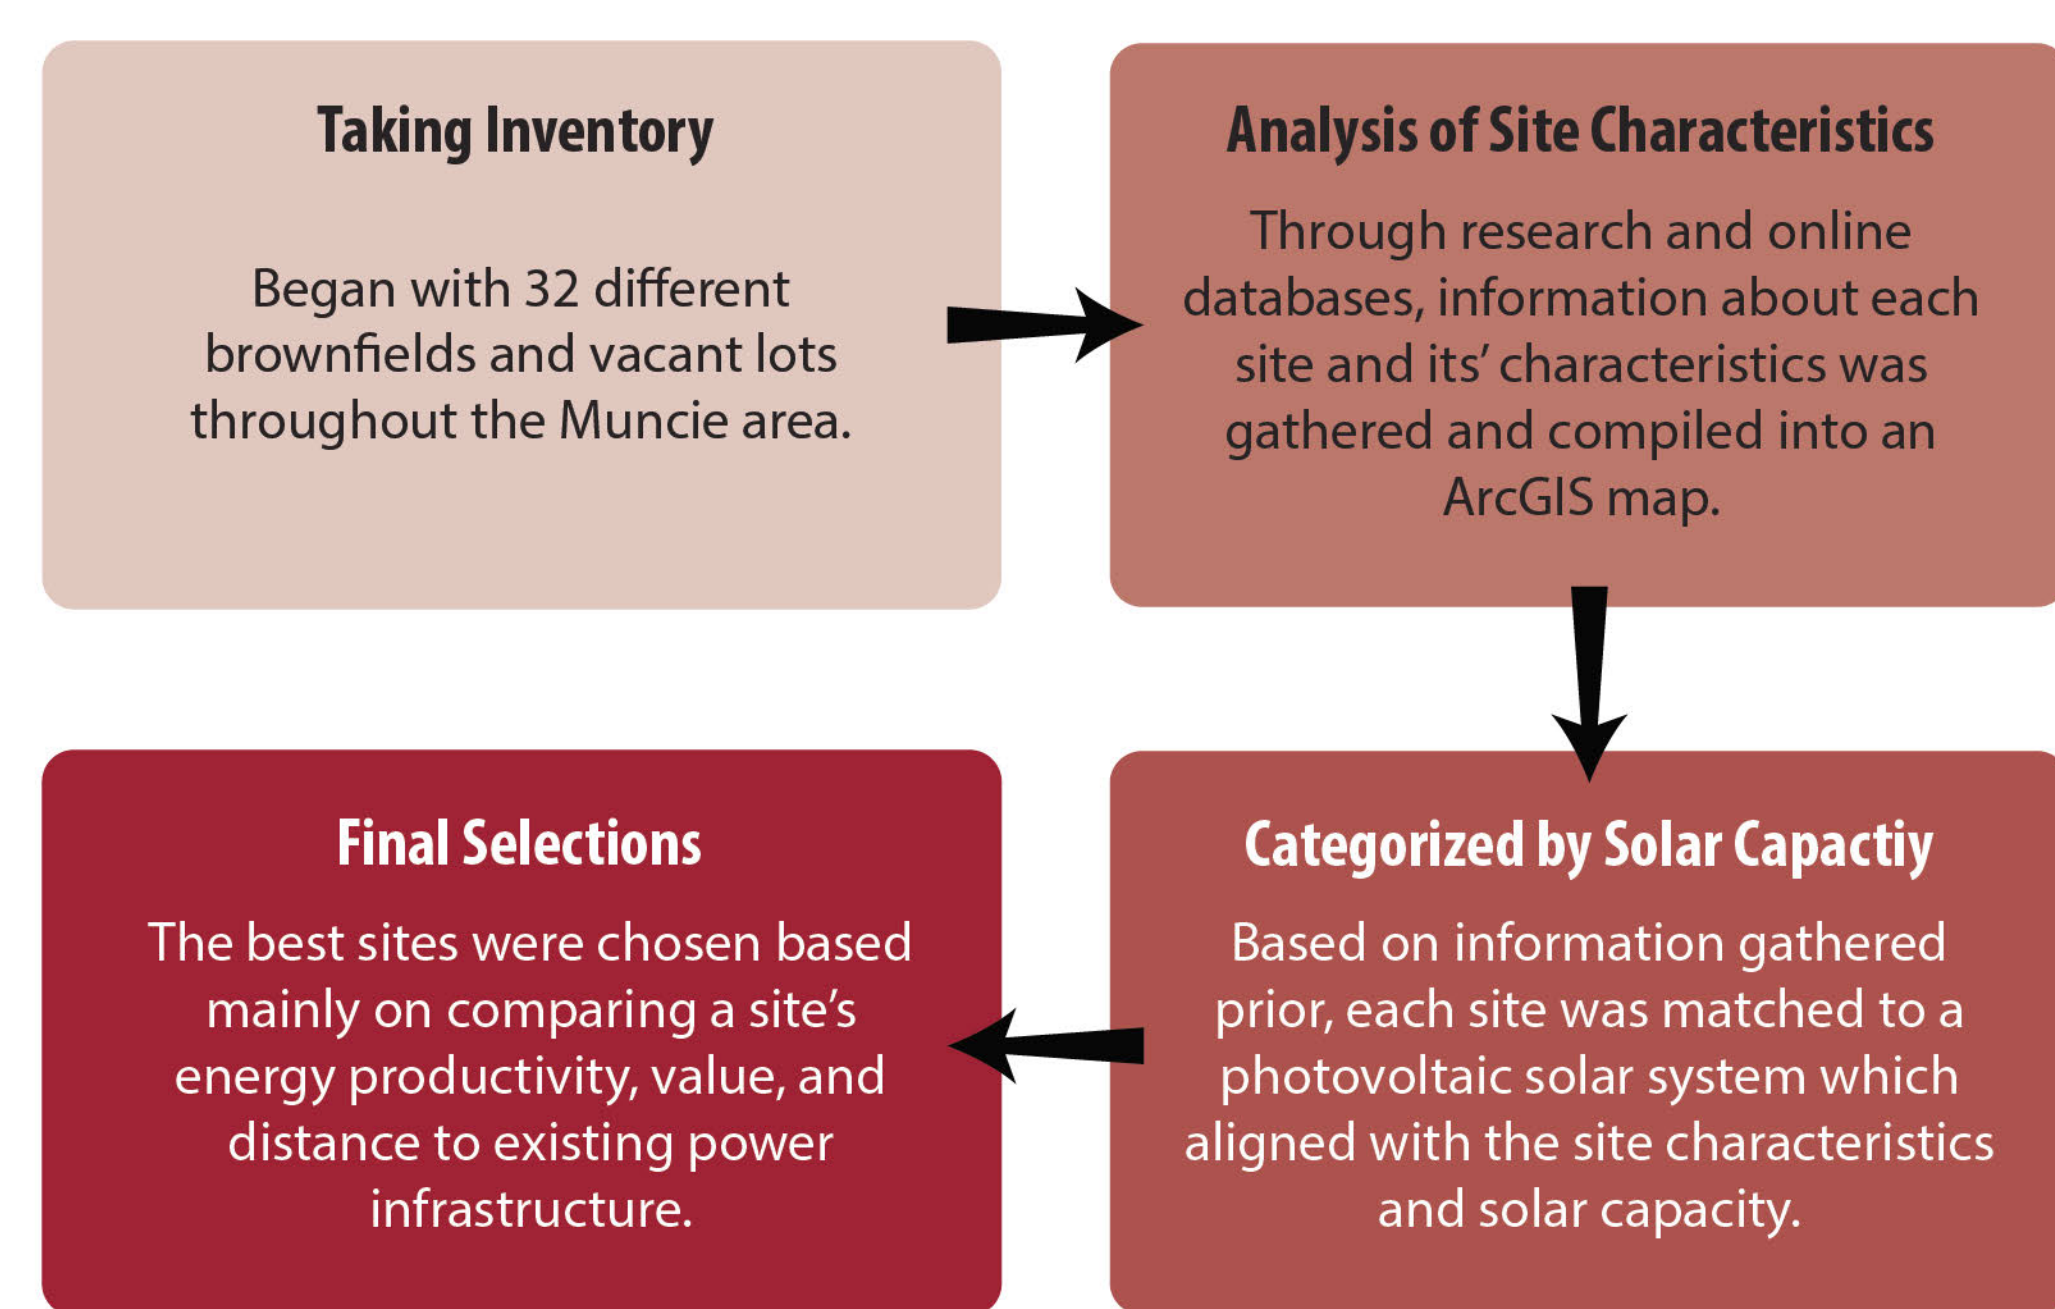 Taking Inventory
Began with 32 different
brownfields and vacant lots
throughout the Muncie area.
Analysis of Site Characteristics
Through research and online
databases, information about each
site and its’ characteristics was
gathered and compiled into an
ArcGIS map.
Categorized by Solar Capactiy
Based on information gathered
prior, each site was matched to a
photovoltaic solar system which
aligned with the site characteristics
and solar capacity.
Final Selections
The best sites were chosen based
mainly on comparing a site’s
energy productivity, value, and
distance to existing power
infrastructure.